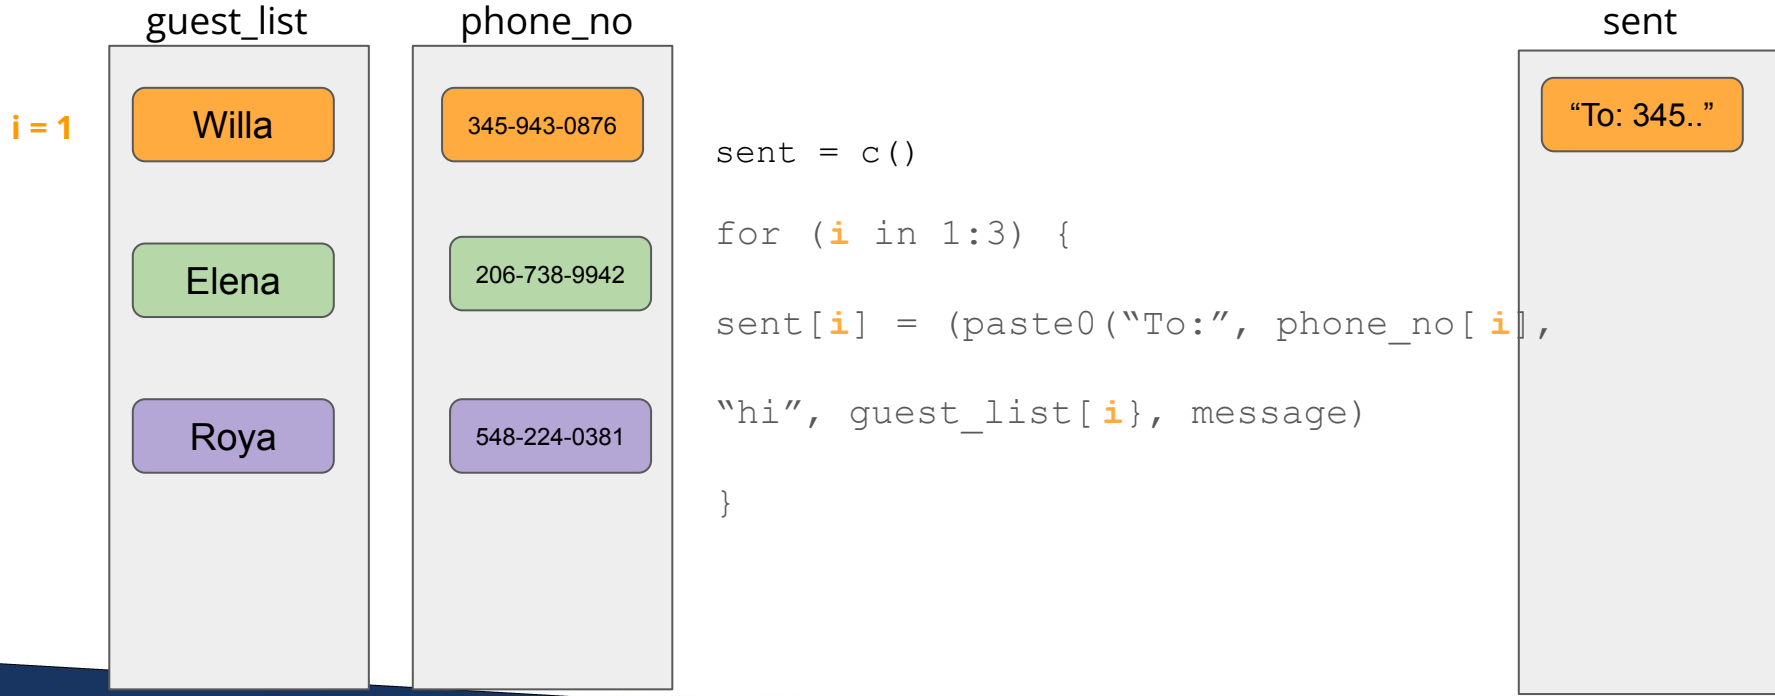 guest_list
phone_no
sent
i = 1
Willa
345-943-0876
“To: 345..”
sent = c()
for (i in 1:3) {
Elena
206-738-9942
sent[i] = (paste0(“To:”, phone_no[i],
“hi”, guest_list[i}, message)
Roya
548-224-0381
}